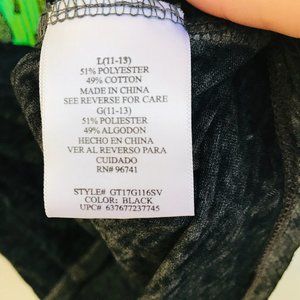 L(11-13)
51% POLYESTER
49% COTTON
MADE IN CHINA
SEE REVERSE FOR CARE
G(11-13)
51% POLIESTER
49% ALGODON
HECHO EN CHINA
VER AL REVERSO PARA
CUIDADO
RN# 96741
STYLE# GT17G116SV
COLOR: BLACK
UPC# 637677237745